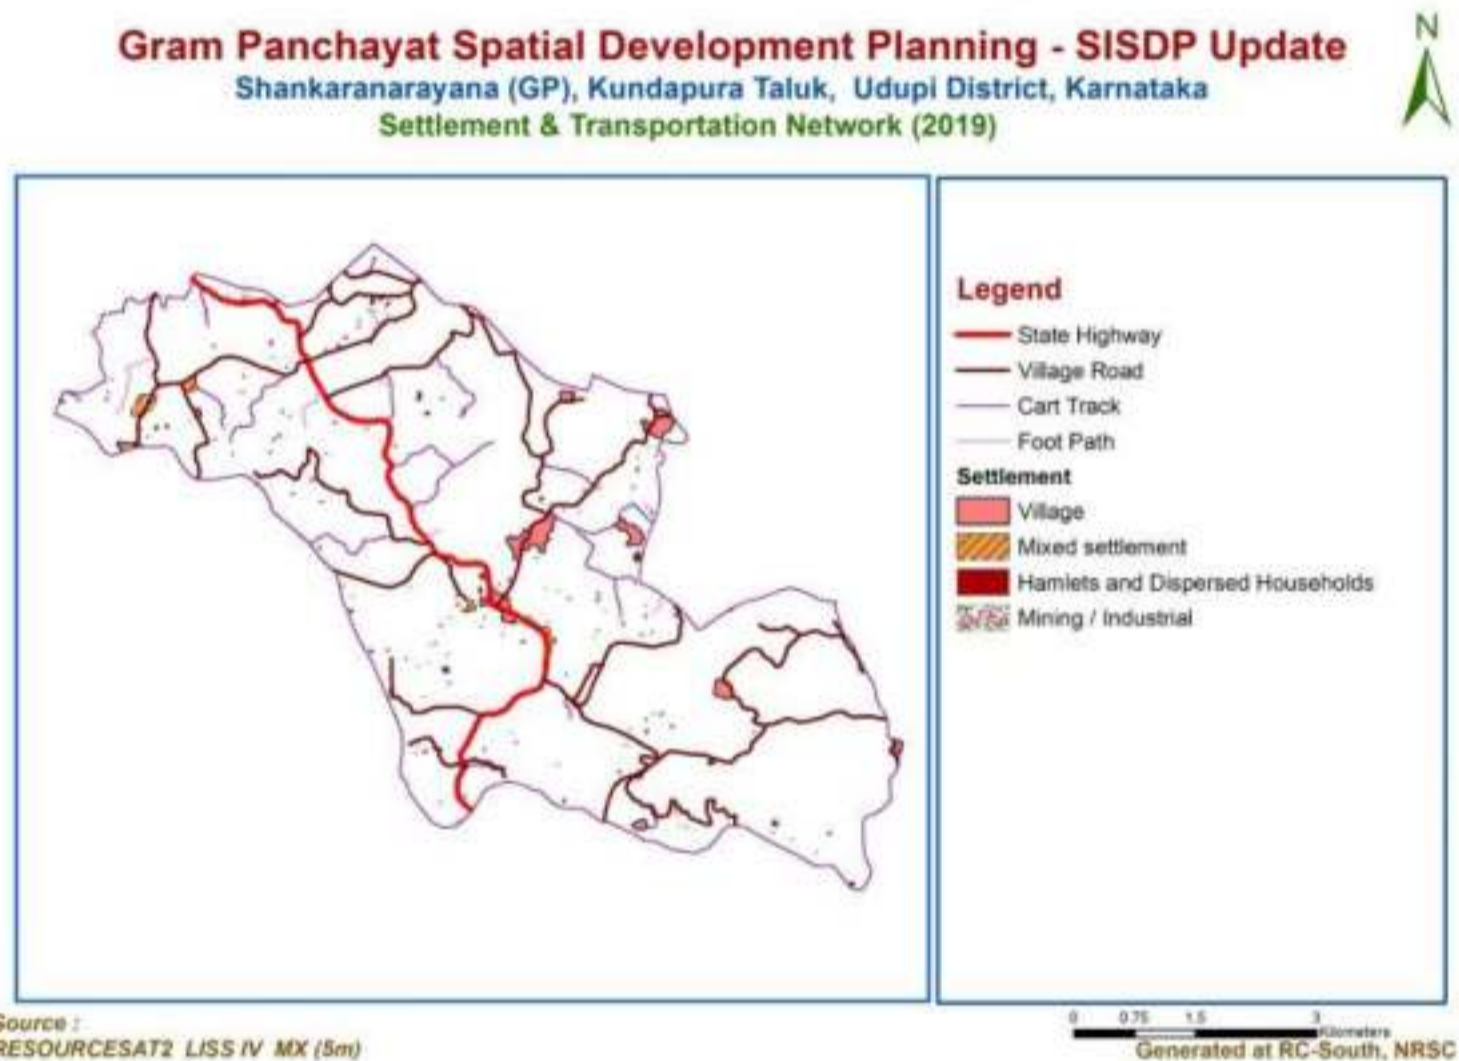 Gram Panchayat Spatial Development Planning - SISDP Update
N
Shankaranarayana (GP), Kundapura Taluk, Udupi District, Karnataka
Settlement & Transportation Network (2019)
Legend
State Highway
Village Road
Cart Track
Foot Path
Settlement
Village
Mixed settlement
Hamlets and Dispersed Households
Mining / Industrial
Source :
RESOURCESAT2 LISS IV MX (5m)
0 0.75 1.5 3
Kilometers
Generated at RC-South, NRSC